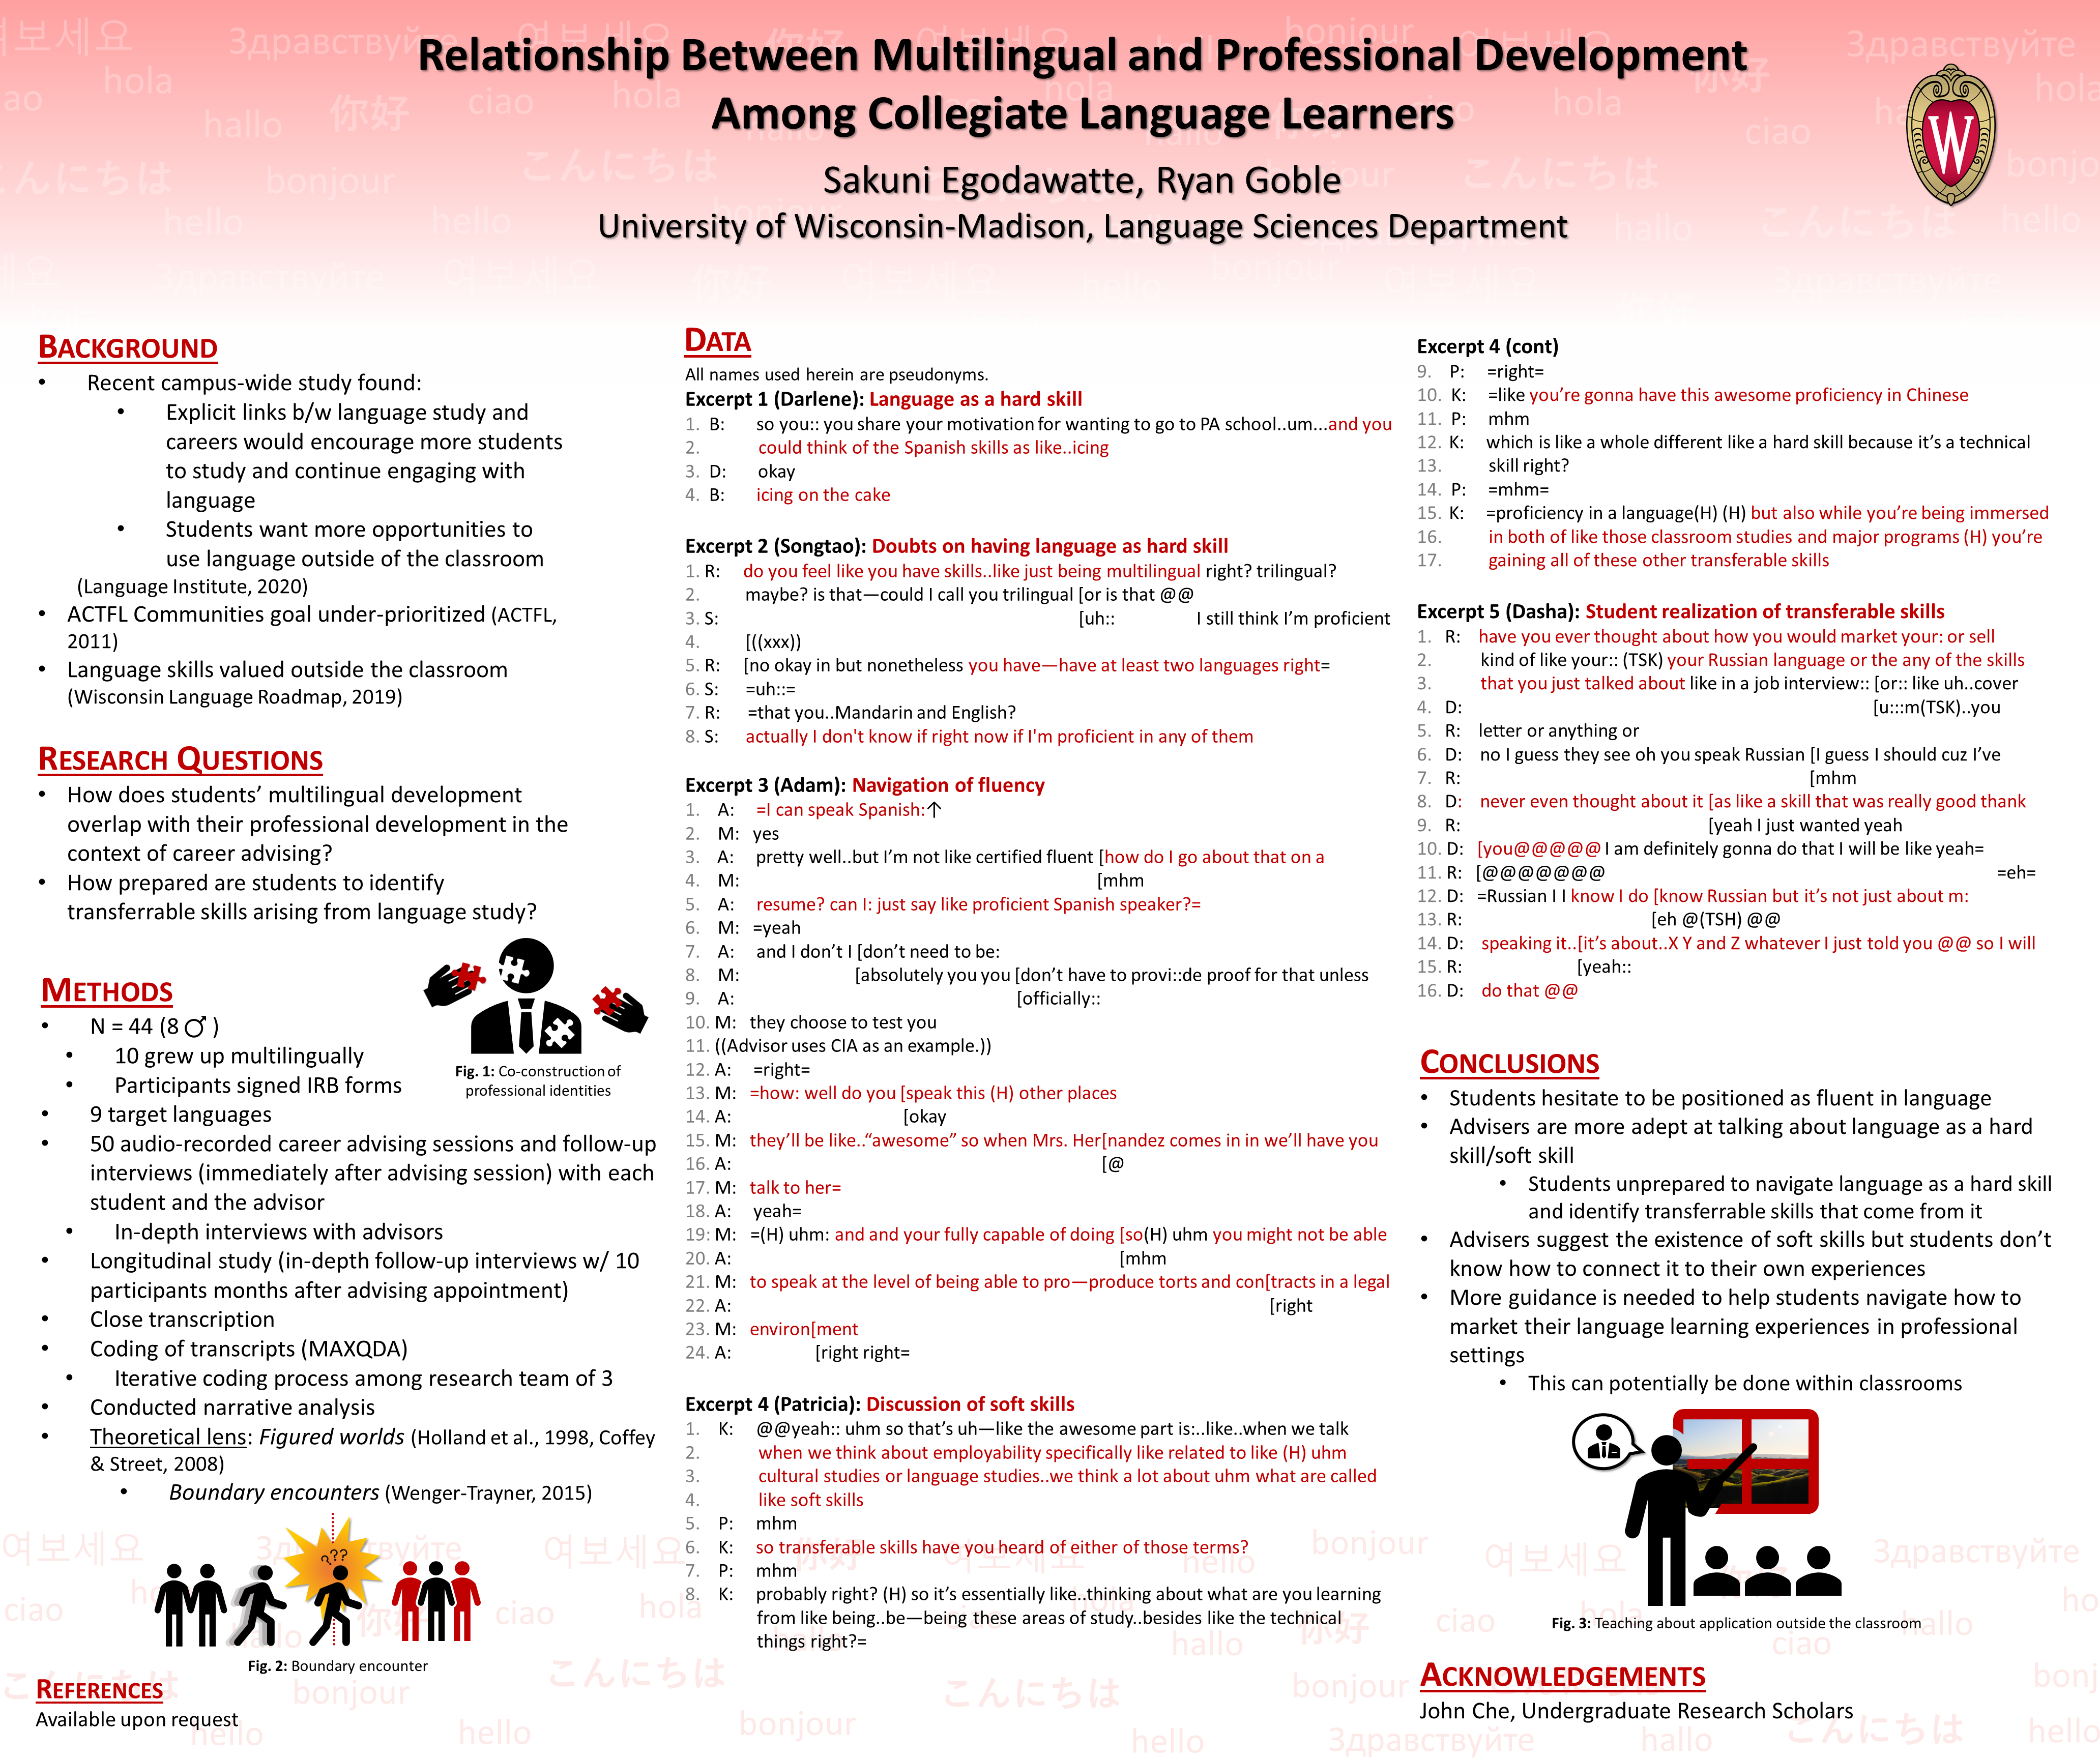 Relationship Between Multilingual and Professional Development
Among Collegiate Language Learners
Sakuni Egodawatte, Ryan Goble
University of Wisconsin-Madison, Language Sciences Department
W
BACKGROUND
• Recent campus-wide study found:
• Explicit links b/w language study and
careers would encourage more students
to study and continue engaging with
language
• Students want more opportunities to
use language outside of the classroom
(Language Institute, 2020)
• ACTFL Communities goal under-prioritized (ACTFL,
2011)
• Language skills valued outside the classroom
(Wisconsin Language Roadmap, 2019)
RESEARCH QUESTIONS
• How does students’ multilingual development
overlap with their professional development in the
context of career advising?
• How prepared are students to identify
transferrable skills arising from language study?
METHODS
• N = 44 (8 ♂ )
• 10 grew up multilingually
• Participants signed IRB forms
• 9 target languages
• 50 audio-recorded career advising sessions and follow-up
interviews (immediately after advising session) with each
student and the advisor
• In-depth interviews with advisors
• Longitudinal study (in-depth follow-up interviews w/ 10
participants months after advising appointment)
• Close transcription
• Coding of transcripts (MAXQDA)
• Iterative coding process among research team of 3
• Conducted narrative analysis
• Theoretical lens: Figured worlds (Holland et al., 1998, Coffey
& Street, 2008)
• Boundary encounters (Wenger-Trayner, 2015)
Fig. 1: Co-construction of
professional identities
???
Fig. 2: Boundary encounter
REFERENCES
Available upon request
DATA
All names used herein are pseudonyms.
Excerpt 1 (Darlene): Language as a hard skill
1. B: so you:: you share your motivation for wanting to go to PA school..um...and you
2. could think of the Spanish skills as like..icing
3. D: okay
4. B: icing on the cake
Excerpt 2 (Songtao): Doubts on having language as hard skill
1. R: do you feel like you have skills..like just being multilingual right? trilingual?
2. maybe? is that—could I call you trilingual [or is that @@
3. S: [uh:: I still think I’m proficient
4. [((xxx))
5. R: [no okay in but nonetheless you have—have at least two languages right=
6. S: =uh::=
7. R: =that you..Mandarin and English?
8. S: actually I don't know if right now if I'm proficient in any of them
Excerpt 3 (Adam): Navigation of fluency
1. A: =I can speak Spanish:↑
2. M: yes
3. A: pretty well..but I’m not like certified fluent [how do I go about that on a
4. M: [mhm
5. A: resume? can I: just say like proficient Spanish speaker?=
6. M: =yeah
7. A: and I don’t I [don’t need to be:
8. M: [absolutely you you [don’t have to provi::de proof for that unless
9. A: [officially::
10. M: they choose to test you
11. ((Advisor uses CIA as an example.))
12. A: =right=
13. M: =how: well do you [speak this (H) other places
14. A: [okay
15. M: they’ll be like..“awesome” so when Mrs. Her[nandez comes in in we’ll have you
16. A: [@
17. M: talk to her=
18. A: yeah=
19: M: =(H) uhm: and and your fully capable of doing [so(H) uhm you might not be able
20. A: [mhm
21. M: to speak at the level of being able to pro—produce torts and con[tracts in a legal
22. A: [right
23. M: environ[ment
24. A: [right right=
Excerpt 4 (Patricia): Discussion of soft skills
1. K: @@yeah:: uhm so that’s uh—like the awesome part is:..like..when we talk
2. when we think about employability specifically like related to like (H) uhm
3. cultural studies or language studies..we think a lot about uhm what are called
4. like soft skills
5. P: mhm
6. K: so transferable skills have you heard of either of those terms?
7. P: mhm
8. K: probably right? (H) so it’s essentially like..thinking about what are you learning
from like being..be—being these areas of study..besides like the technical
things right?=
Excerpt 4 (cont)
9. P: =right=
10. K: =like you’re gonna have this awesome proficiency in Chinese
11. P: mhm
12. K: which is like a whole different like a hard skill because it’s a technical
13. skill right?
14. P: =mhm=
15. K: =proficiency in a language(H) (H) but also while you’re being immersed
16. in both of like those classroom studies and major programs (H) you’re
17. gaining all of these other transferable skills
Excerpt 5 (Dasha): Student realization of transferable skills
1. R: have you ever thought about how you would market your: or sell
2. kind of like your:: (TSK) your Russian language or the any of the skills
3. that you just talked about like in a job interview:: [or:: like uh..cover
4. D: [u:::m(TSK)..you
5. R: letter or anything or
6. D: no I guess they see oh you speak Russian [I guess I should cuz I’ve
7. R: [mhm
8. D: never even thought about it [as like a skill that was really good thank
9. R: [yeah I just wanted yeah
10. D: [you@@@@@ I am definitely gonna do that I will be like yeah=
11. R: [@@@@@@@ =eh=
12. D: =Russian I I know I do [know Russian but it’s not just about m:
13. R: [eh @(TSH) @@
14. D: speaking it..[it’s about..X Y and Z whatever I just told you @@ so I will
15. R: [yeah::
16. D: do that @@
CONCLUSIONS
• Students hesitate to be positioned as fluent in language
• Advisers are more adept at talking about language as a hard
skill/soft skill
• Students unprepared to navigate language as a hard skill
and identify transferrable skills that come from it
• Advisers suggest the existence of soft skills but students don’t
know how to connect it to their own experiences
• More guidance is needed to help students navigate how to
market their language learning experiences in professional
settings
• This can potentially be done within classrooms
Fig. 3: Teaching about application outside the classroom
ACKNOWLEDGEMENTS
John Che, Undergraduate Research Scholars